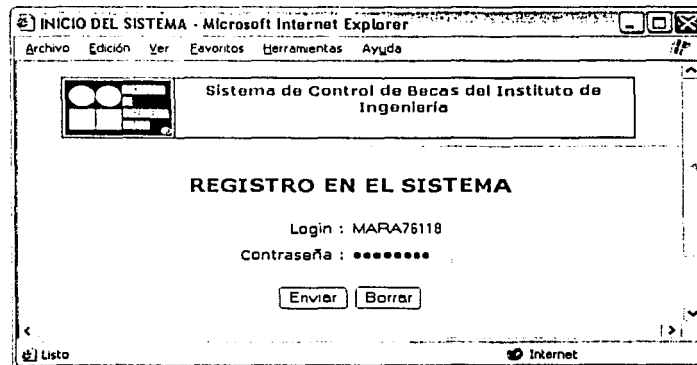 INICIO DEL SISTEMA - Microsoft Internet Explorer
Archivo Edición Ver Favoritos Herramientas Ayuda
Sistema de Control de Becas del Instituto de
Ingeniería
REGISTRO EN EL SISTEMA
Login : MARA76118
Contraseña : ●●●●●●●●
Enviar Borrar
Listo Internet